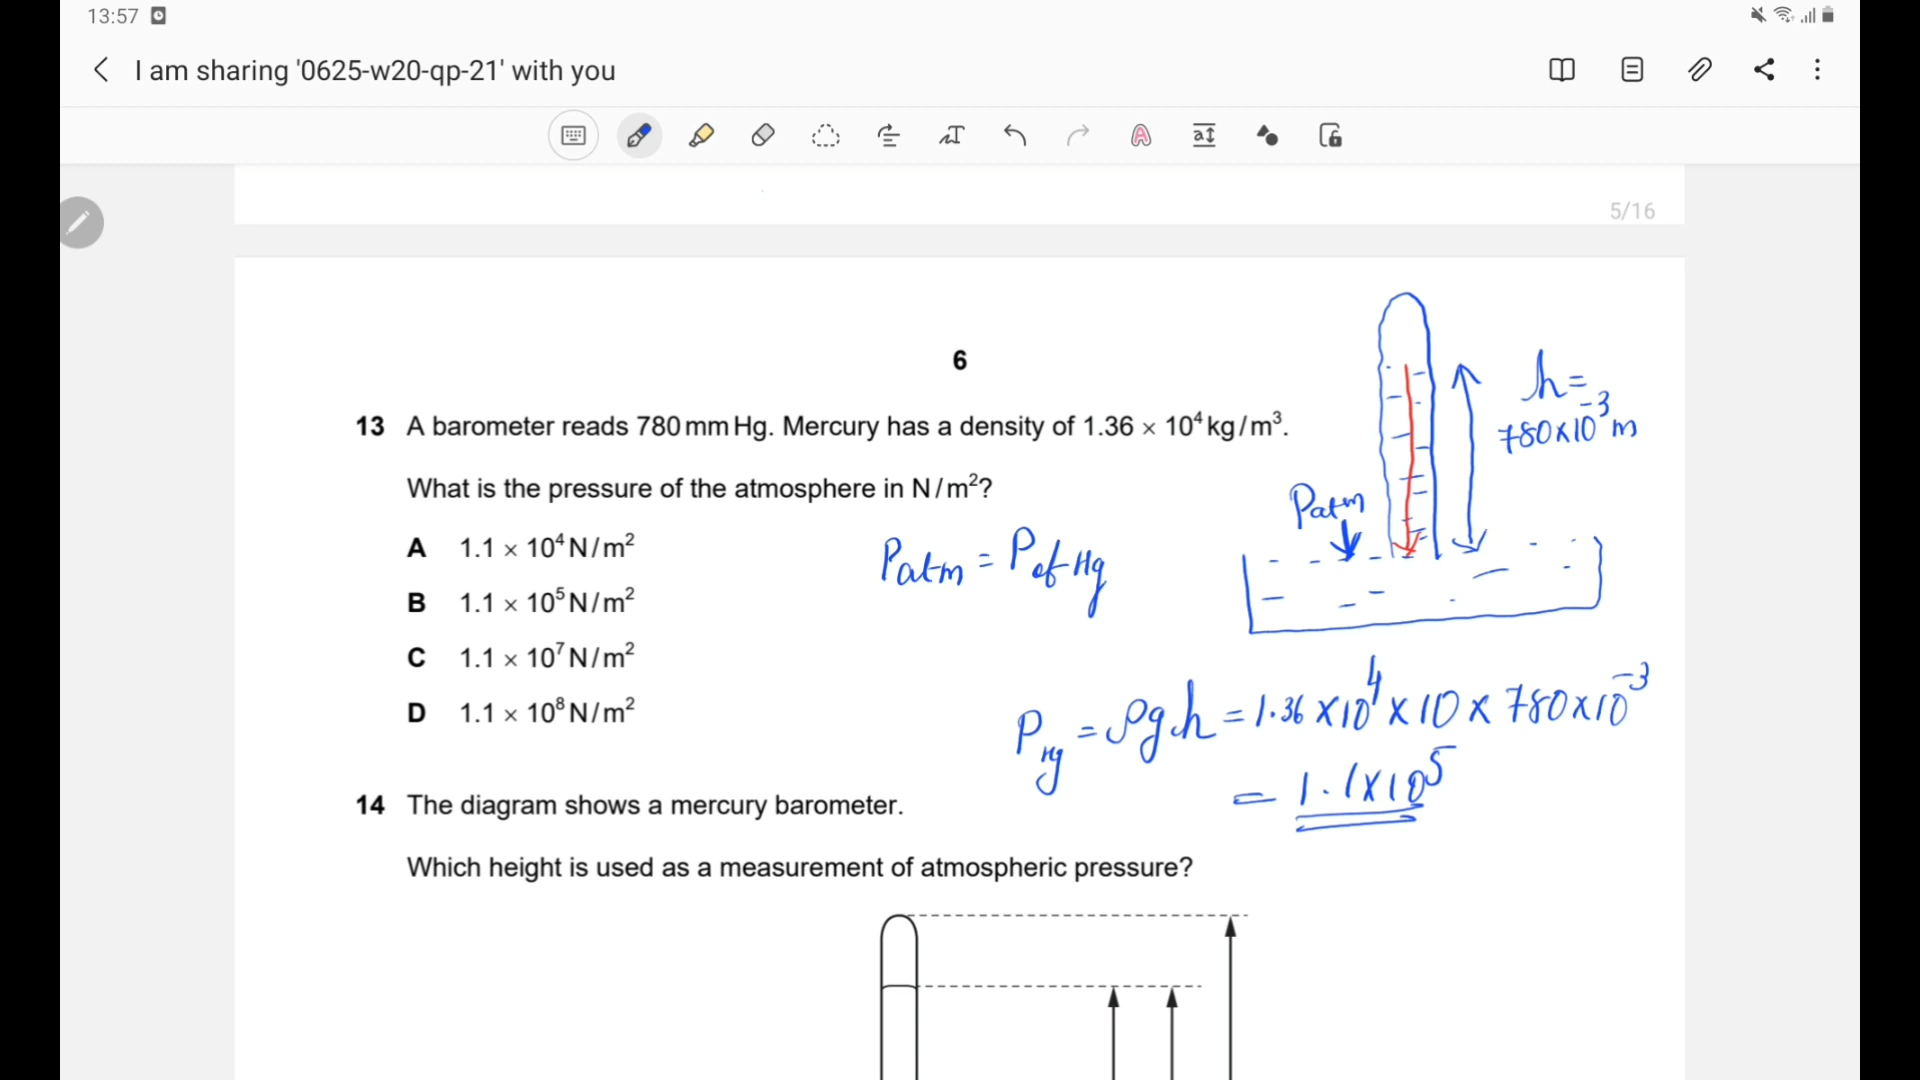 13:57
I am sharing '0625-w20-qp-21' with you
5/16
6
13 A barometer reads 780 mm Hg. Mercury has a density of 1.36 × 10⁴ kg/m³.
What is the pressure of the atmosphere in N/m²?
A 1.1 × 10⁴ N/m²
B 1.1 × 10⁵ N/m²
C 1.1 × 10⁷ N/m²
D 1.1 × 10⁸ N/m²
h =
780×10⁻³ m
Patm
Patm = P of Hg
P Hg = ρgh = 1.36 × 10⁴ × 10 × 780×10⁻³
= 1.1×10⁵
14 The diagram shows a mercury barometer.
Which height is used as a measurement of atmospheric pressure?